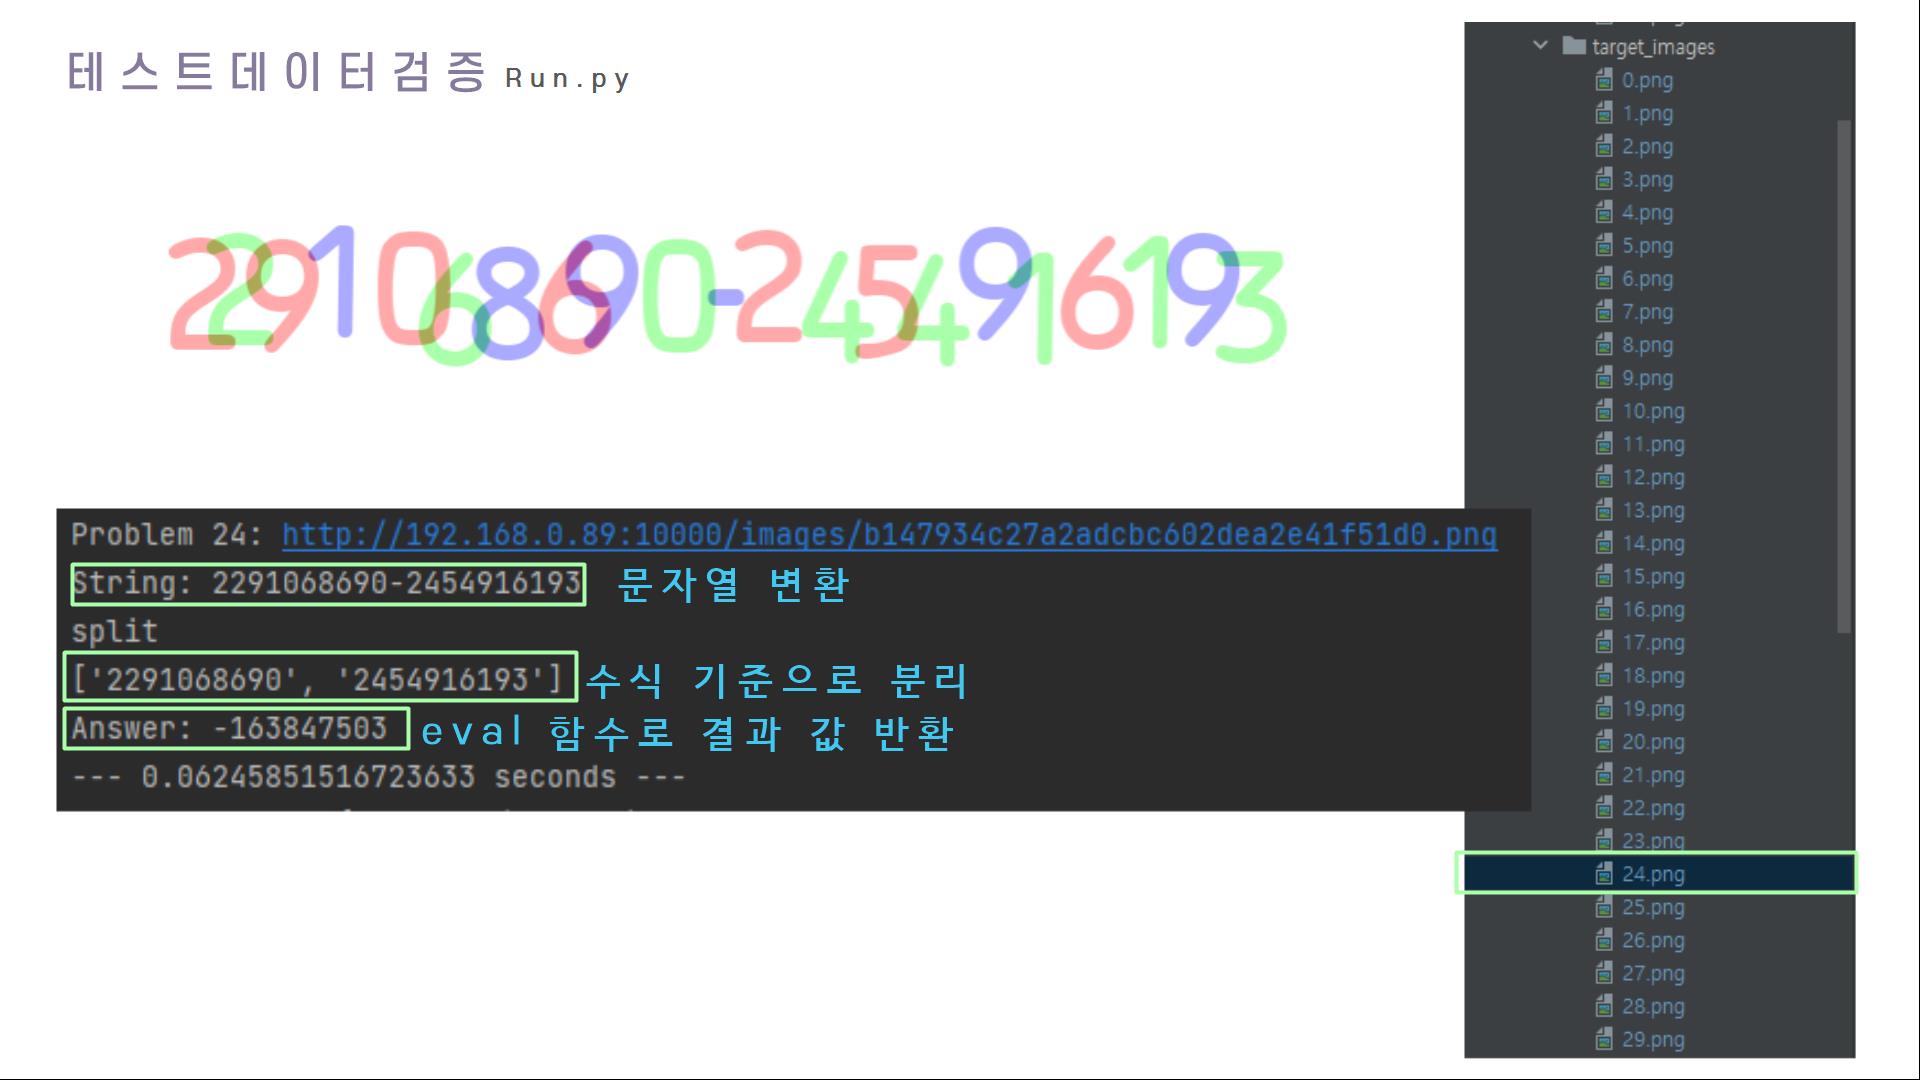 테스트데이터검증 Run.py
2291068690-2454916193
Problem 24: http://192.168.0.89:10000/images/b147934c27a2adcbc602dea2e41f51d0.png
String: 2291068690-2454916193 문자열 변환
split
['2291068690', '2454916193'] 수식 기준으로 분리
Answer: -163847503 eval 함수로 결과 값 반환
--- 0.06245851516723633 seconds ---
target_images
0.png
1.png
2.png
3.png
4.png
5.png
6.png
7.png
8.png
9.png
10.png
11.png
12.png
13.png
14.png
15.png
16.png
17.png
18.png
19.png
20.png
21.png
22.png
23.png
24.png
25.png
26.png
27.png
28.png
29.png